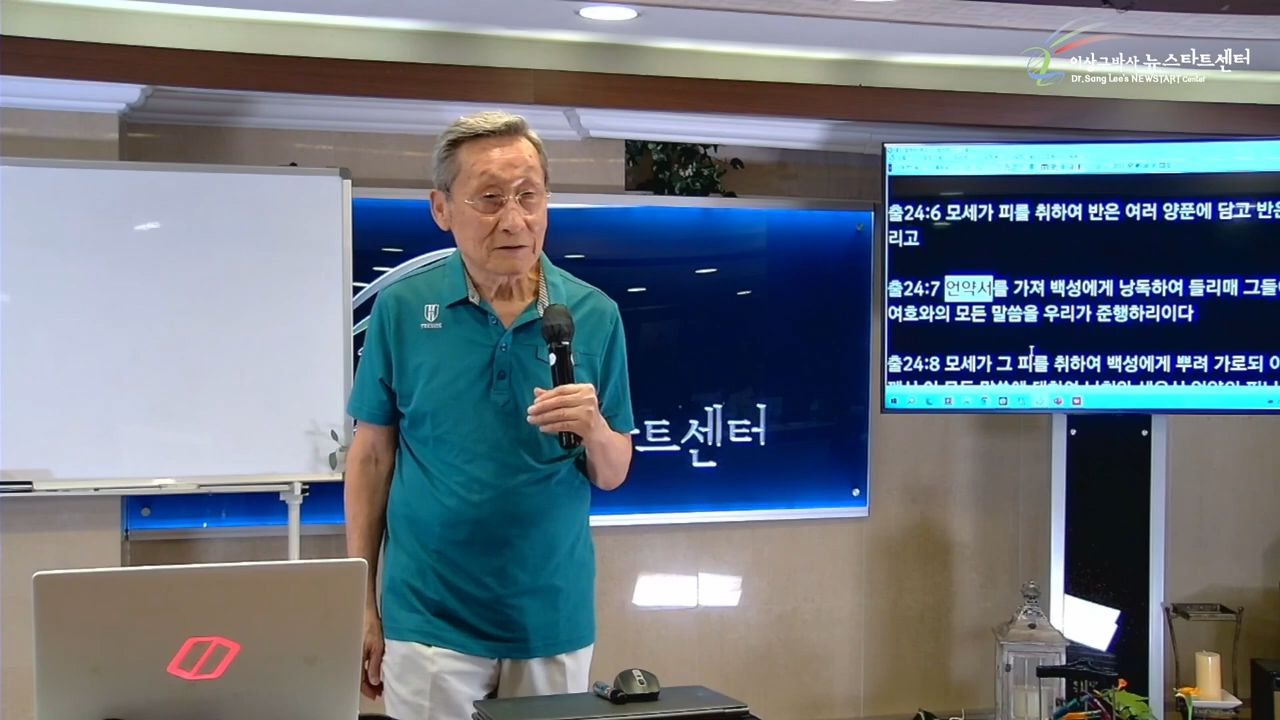 이상구박사 뉴스타트센터
Dr.Sang Lee's NEWSTART Center
출24:6 모세가 피를 취하여 반은 여러 양푼에 담고 반은
리고
출24:7 언약서를 가져 백성에게 낭독하여 들리매 그들이
여호와의 모든 말씀을 우리가 준행하리이다
출24:8 모세가 그 피를 취하여 백성에게 뿌려 가로되
트센터